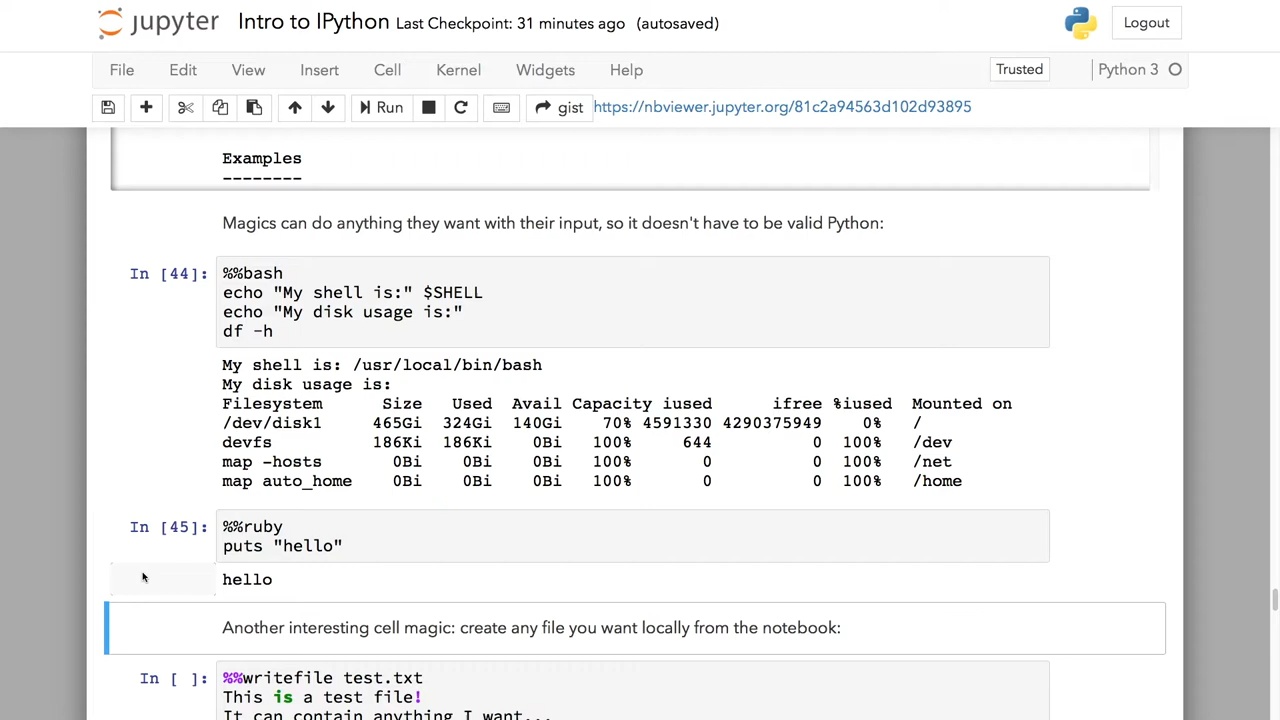 jupyter Intro to IPython Last Checkpoint: 31 minutes ago (autosaved) Logout
File Edit View Insert Cell Kernel Widgets Help Trusted Python 3
Run gist https://nbviewer.jupyter.org/81c2a94563d102d93895
Examples
--------
Magics can do anything they want with their input, so it doesn't have to be valid Python:
In [44]: %%bash
echo "My shell is:" $SHELL
echo "My disk usage is:"
df -h
My shell is: /usr/local/bin/bash
My disk usage is:
Filesystem Size Used Avail Capacity iused ifree %iused Mounted on
/dev/disk1 465Gi 324Gi 140Gi 70% 4591330 4290375949 0% /
devfs 186Ki 186Ki 0Bi 100% 644 0 100% /dev
map -hosts 0Bi 0Bi 0Bi 100% 0 0 100% /net
map auto_home 0Bi 0Bi 0Bi 100% 0 0 100% /home
In [45]: %%ruby
puts "hello"
hello
Another interesting cell magic: create any file you want locally from the notebook:
In [ ]: %%writefile test.txt
This is a test file!
It can contain anything I want...